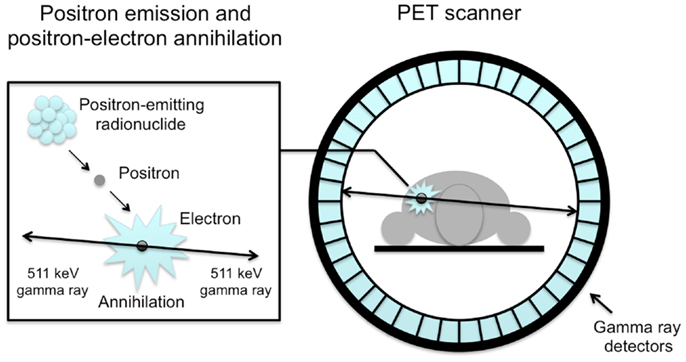 Positron emission and
positron-electron annihilation
PET scanner
Positron-emitting
radionuclide
Positron
Electron
511 keV
gamma ray
511 keV
gamma ray
Annihilation
Gamma ray
detectors